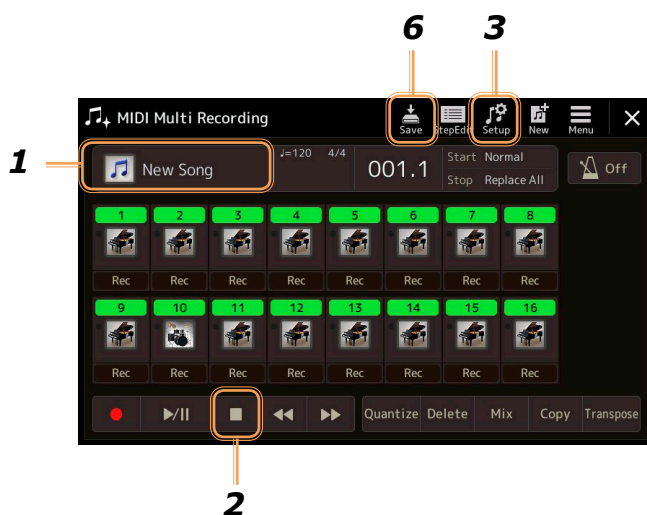 6 3
MIDI Multi Recording
Save StepEdit Setup New Menu
1
New Song ♩=120 4/4 001.1 Start Normal Off
Stop Replace All
1 2 3 4 5 6 7 8
Rec Rec Rec Rec Rec Rec Rec Rec
9 10 11 12 13 14 15 16
Rec Rec Rec Rec Rec Rec Rec Rec
Quantize Delete Mix Copy Transpose
2